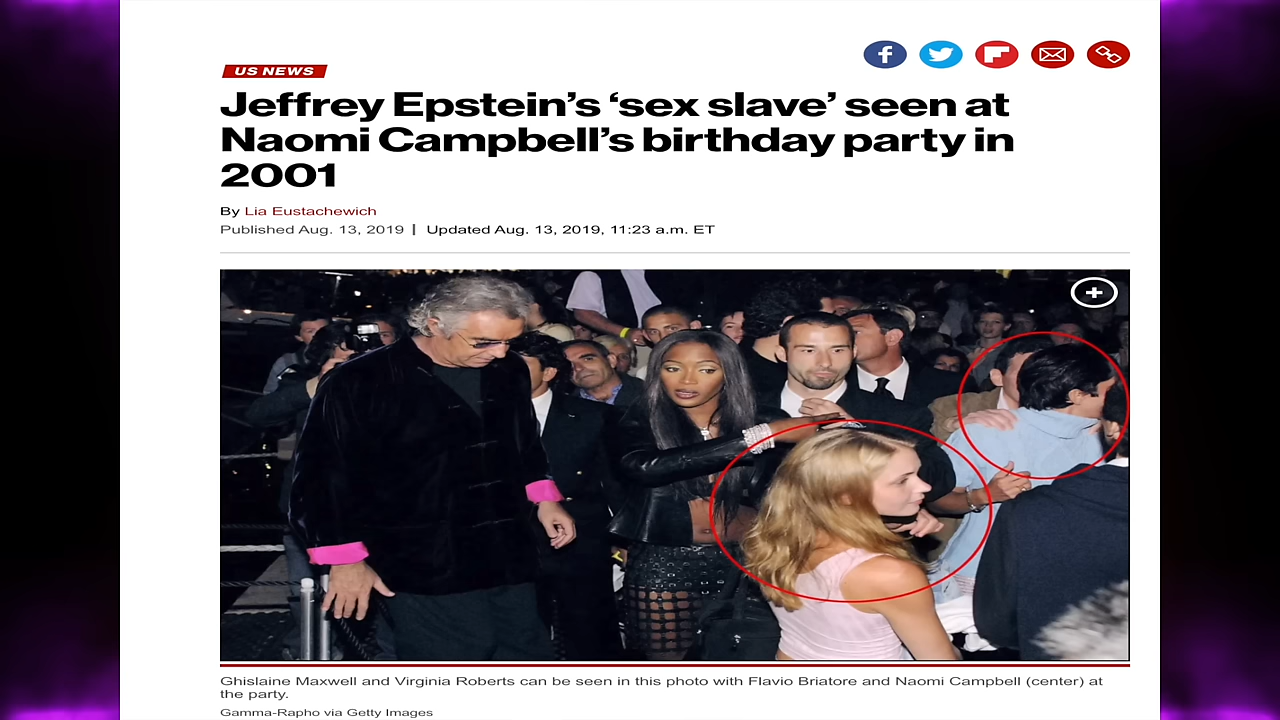 US NEWS
Jeffrey Epstein’s ‘sex slave’ seen at
Naomi Campbell’s birthday party in
2001
By Lia Eustachewich
Published Aug. 13, 2019 | Updated Aug. 13, 2019, 11:23 a.m. ET
Ghislaine Maxwell and Virginia Roberts can be seen in this photo with Flavio Briatore and Naomi Campbell (center) at
the party.
Gamma-Rapho via Getty Images